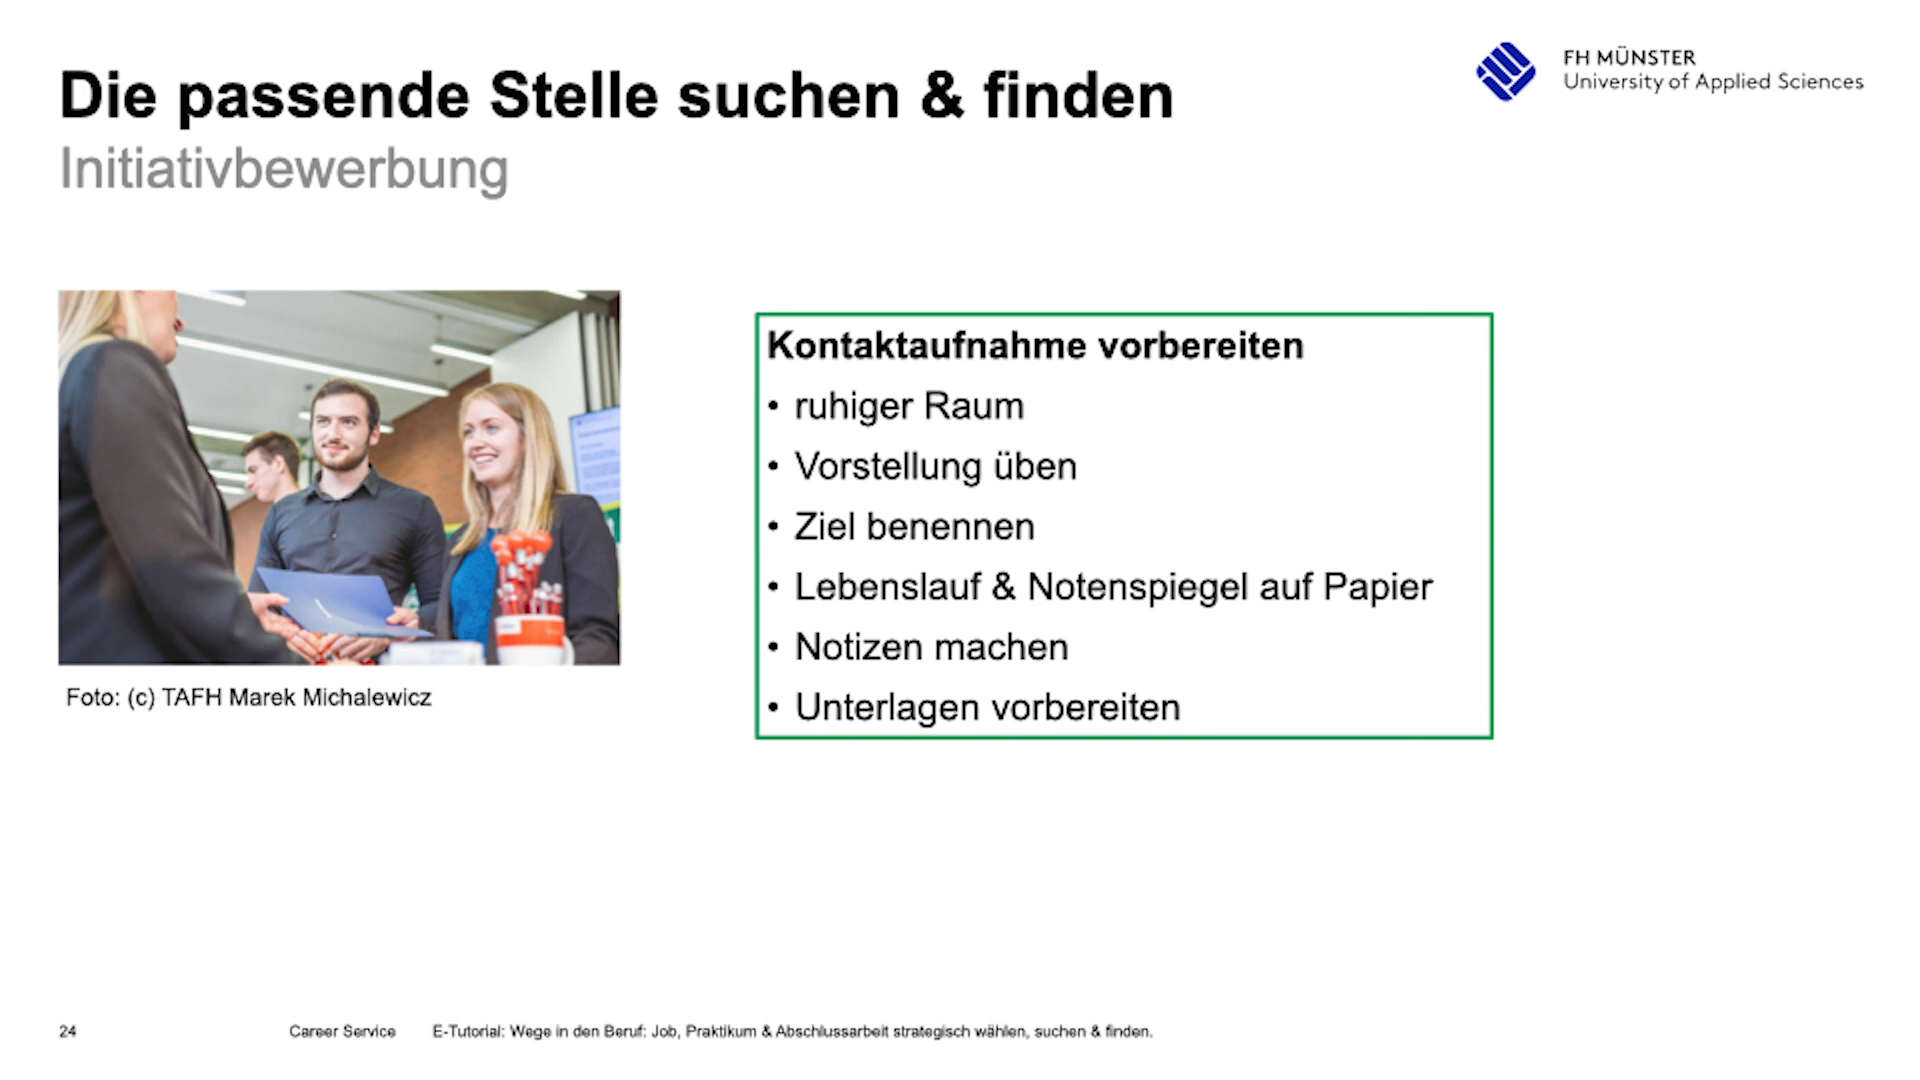 Die passende Stelle suchen & finden
Initiativbewerbung
FH MÜNSTER
University of Applied Sciences
Kontaktaufnahme vorbereiten
• ruhiger Raum
• Vorstellung üben
• Ziel benennen
• Lebenslauf & Notenspiegel auf Papier
• Notizen machen
• Unterlagen vorbereiten
Foto: (c) TAFH Marek Michalewicz
24 Career Service E-Tutorial: Wege in den Beruf: Job, Praktikum & Abschlussarbeit strategisch wählen, suchen & finden.